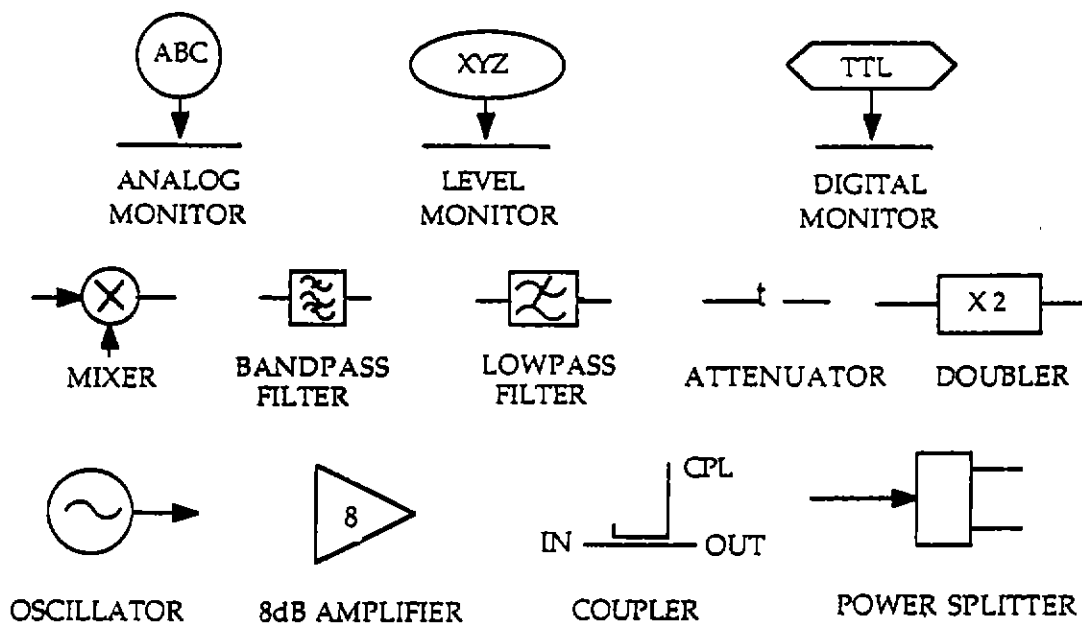 ABC
XYZ
TTL
ANALOG
MONITOR
LEVEL
MONITOR
DIGITAL
MONITOR
X 2
MIXER
BANDPASS
FILTER
LOWPASS
FILTER
ATTENUATOR
DOUBLER
8
CPL
IN
OUT
OSCILLATOR
8dB AMPLIFIER
COUPLER
POWER SPLITTER